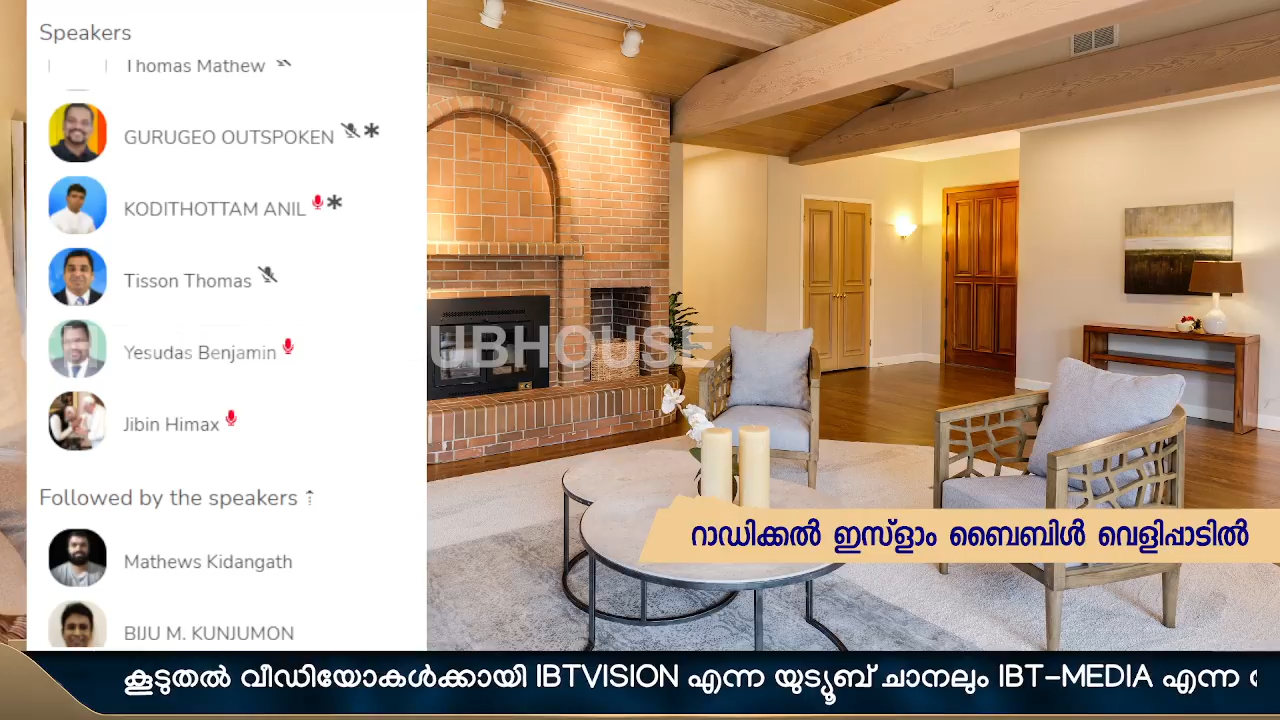 Speakers
Thomas Mathew
GURUGEO OUTSPOKEN
KODITHOTTAM ANIL
Tisson Thomas
Yesudas Benjamin
Jibin Himax
Followed by the speakers
Mathews Kidangath
BIJU M. KUNJUMON
UBHOUSE
റാഡിക്കൽ ഇസ്ളാം ബൈബിൾ വെളിപ്പാടിൽ
കൂടുതൽ വീഡിയോകൾക്കായി IBTVISION എന്ന യുട്യൂബ് ചാനലും IBT-MEDIA എന്ന